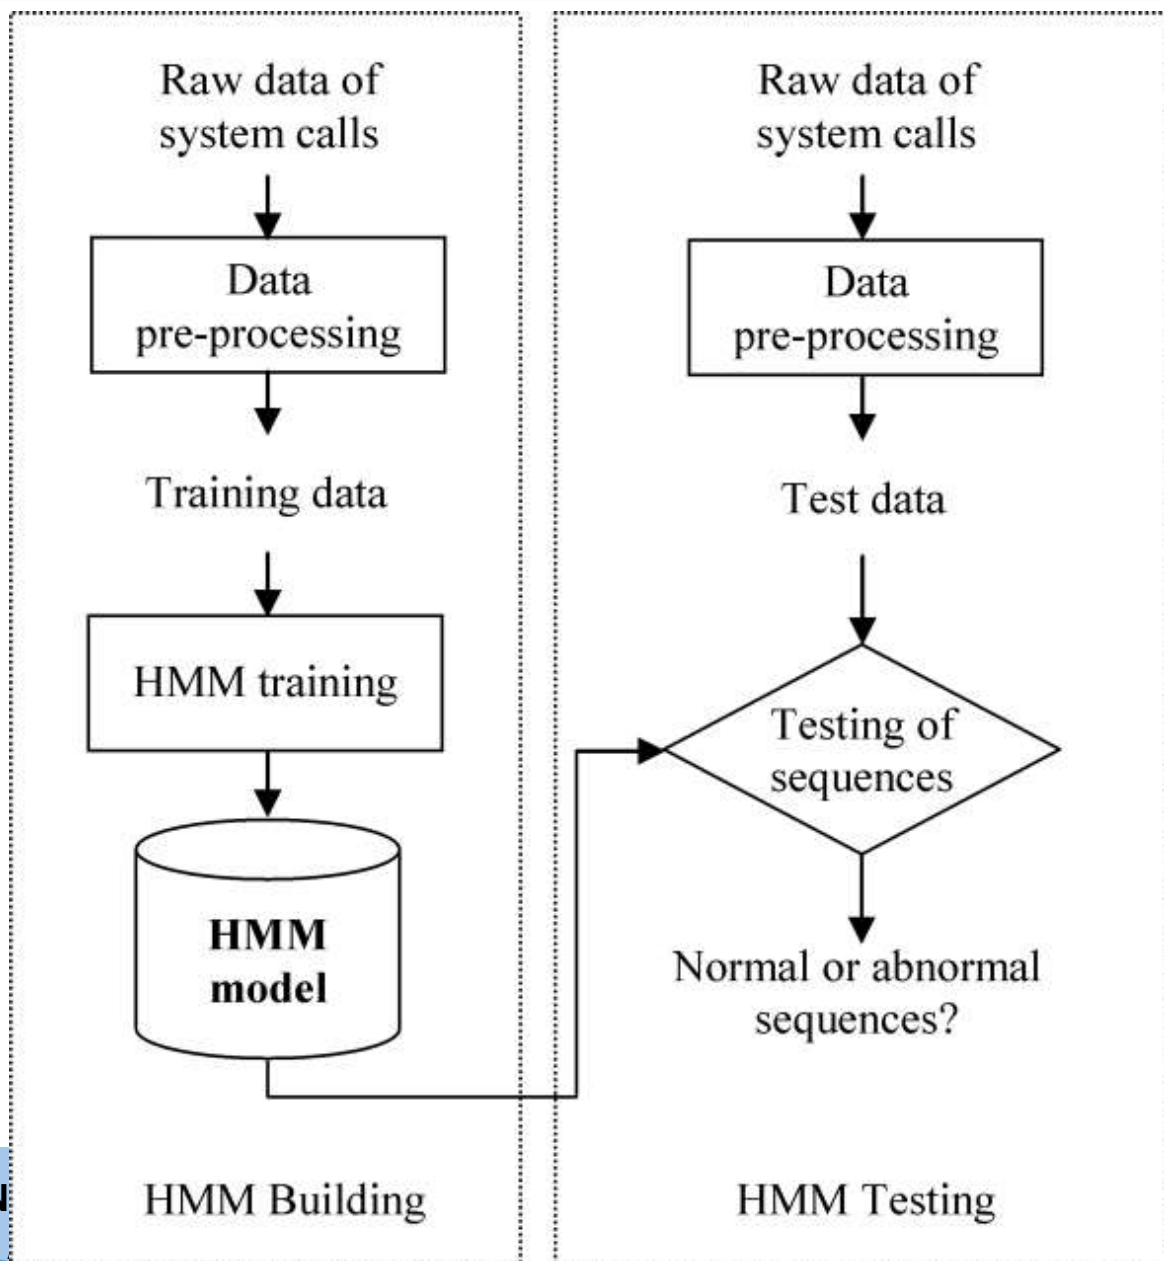 Raw data of
system calls
Data
pre-processing
Training data
HMM training
HMM
model
HMM Building
Raw data of
system calls
Data
pre-processing
Test data
Testing of
sequences
Normal or abnormal
sequences?
HMM Testing